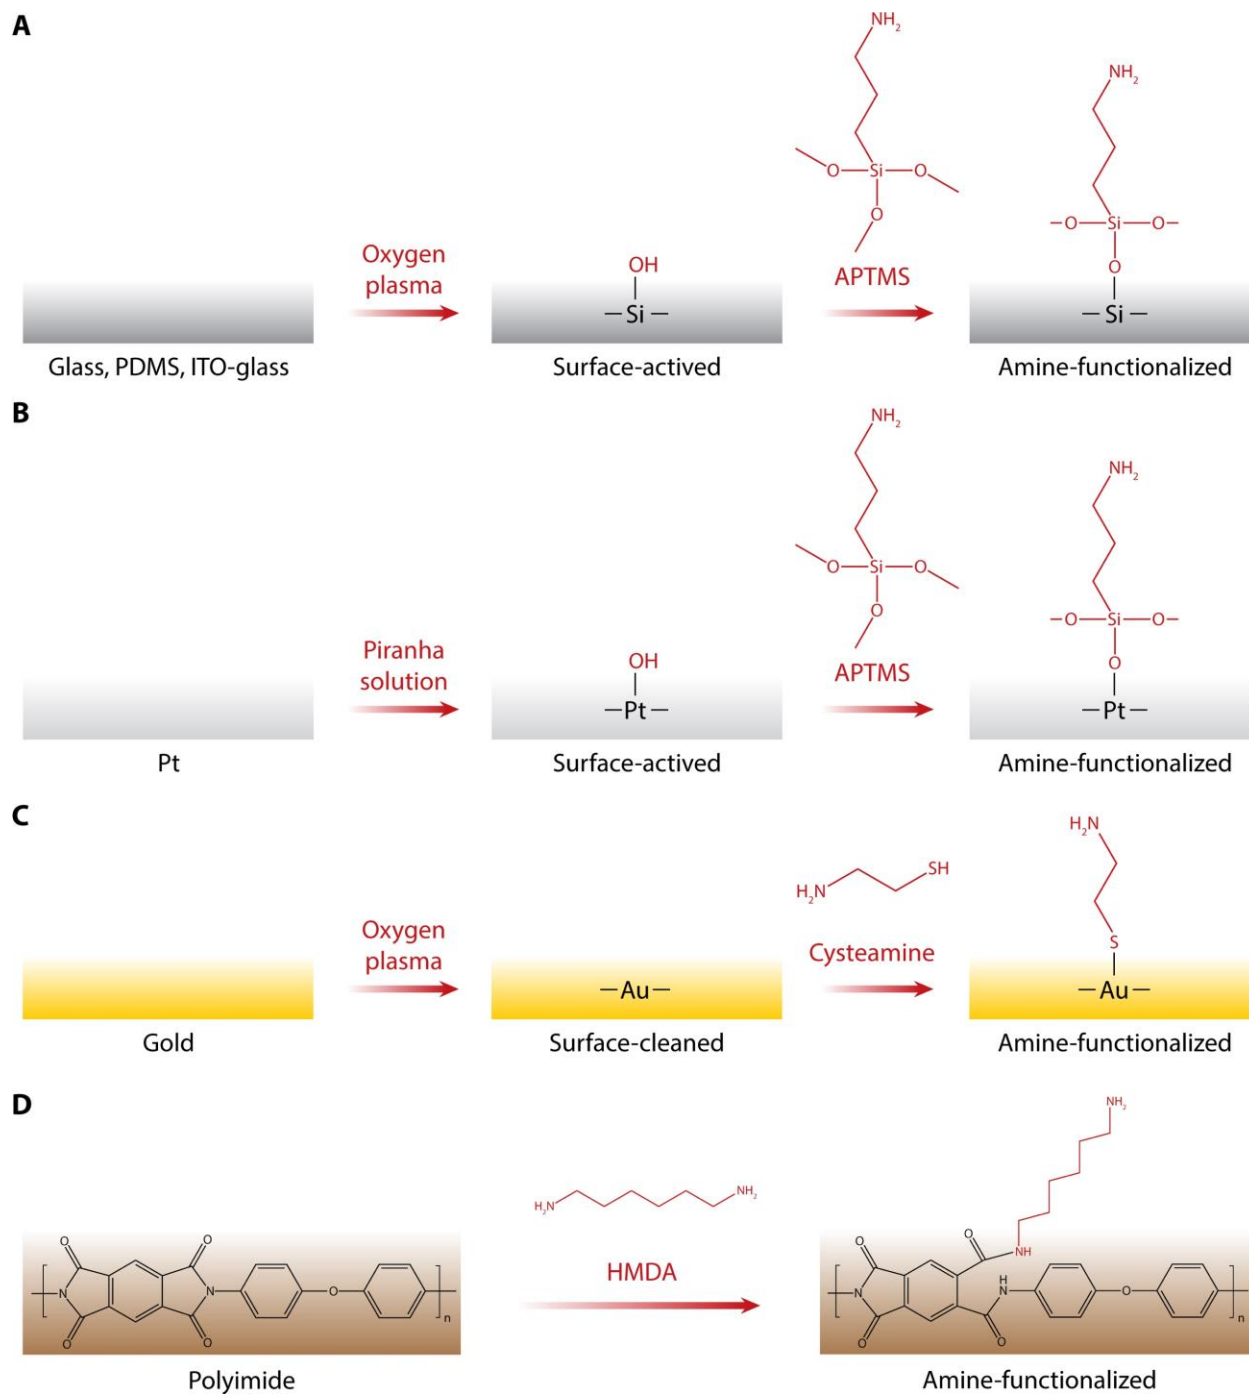 A
NH2
O Si O
O
Oxygen
plasma
OH
Si
APTMS
NH2
O Si O
O
Si
Glass, PDMS, ITO-glass
Surface-actived
Amine-functionalized
B
NH2
O Si O
O
Piranha
solution
OH
Pt
APTMS
NH2
O Si O
O
Pt
Pt
Surface-actived
Amine-functionalized
C
Oxygen
plasma
Au
H2N SH
Cysteamine
H2N
S
Au
Gold
Surface-cleaned
Amine-functionalized
D
O O
N N O
O O
n
H2N NH2
HMDA
NH2
O NH
O H
N N O
O O
n
Polyimide
Amine-functionalized